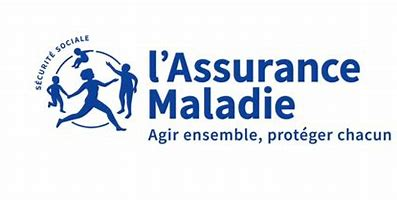 SÉCURITÉ SOCIALE
l'Assurance
Maladie
Agir ensemble, protéger chacun